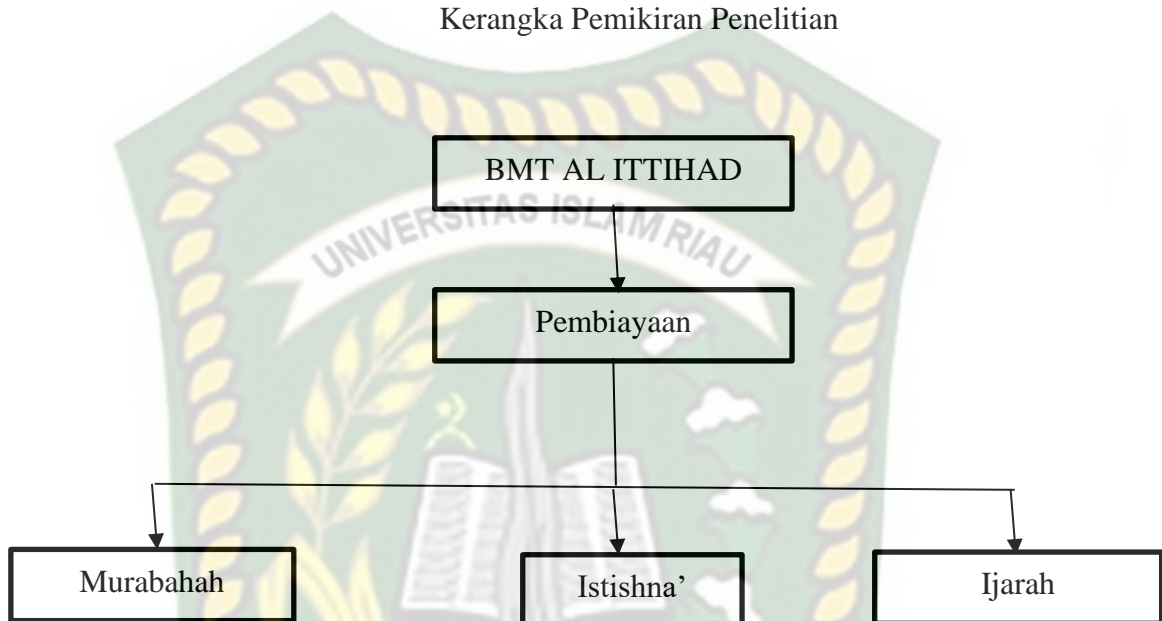 Kerangka Pemikiran Penelitian
BMT AL ITTIHAD
UNIVERSITAS ISLAM RIAU
Pembiayaan
Murabahah
Istishna’
Ijarah